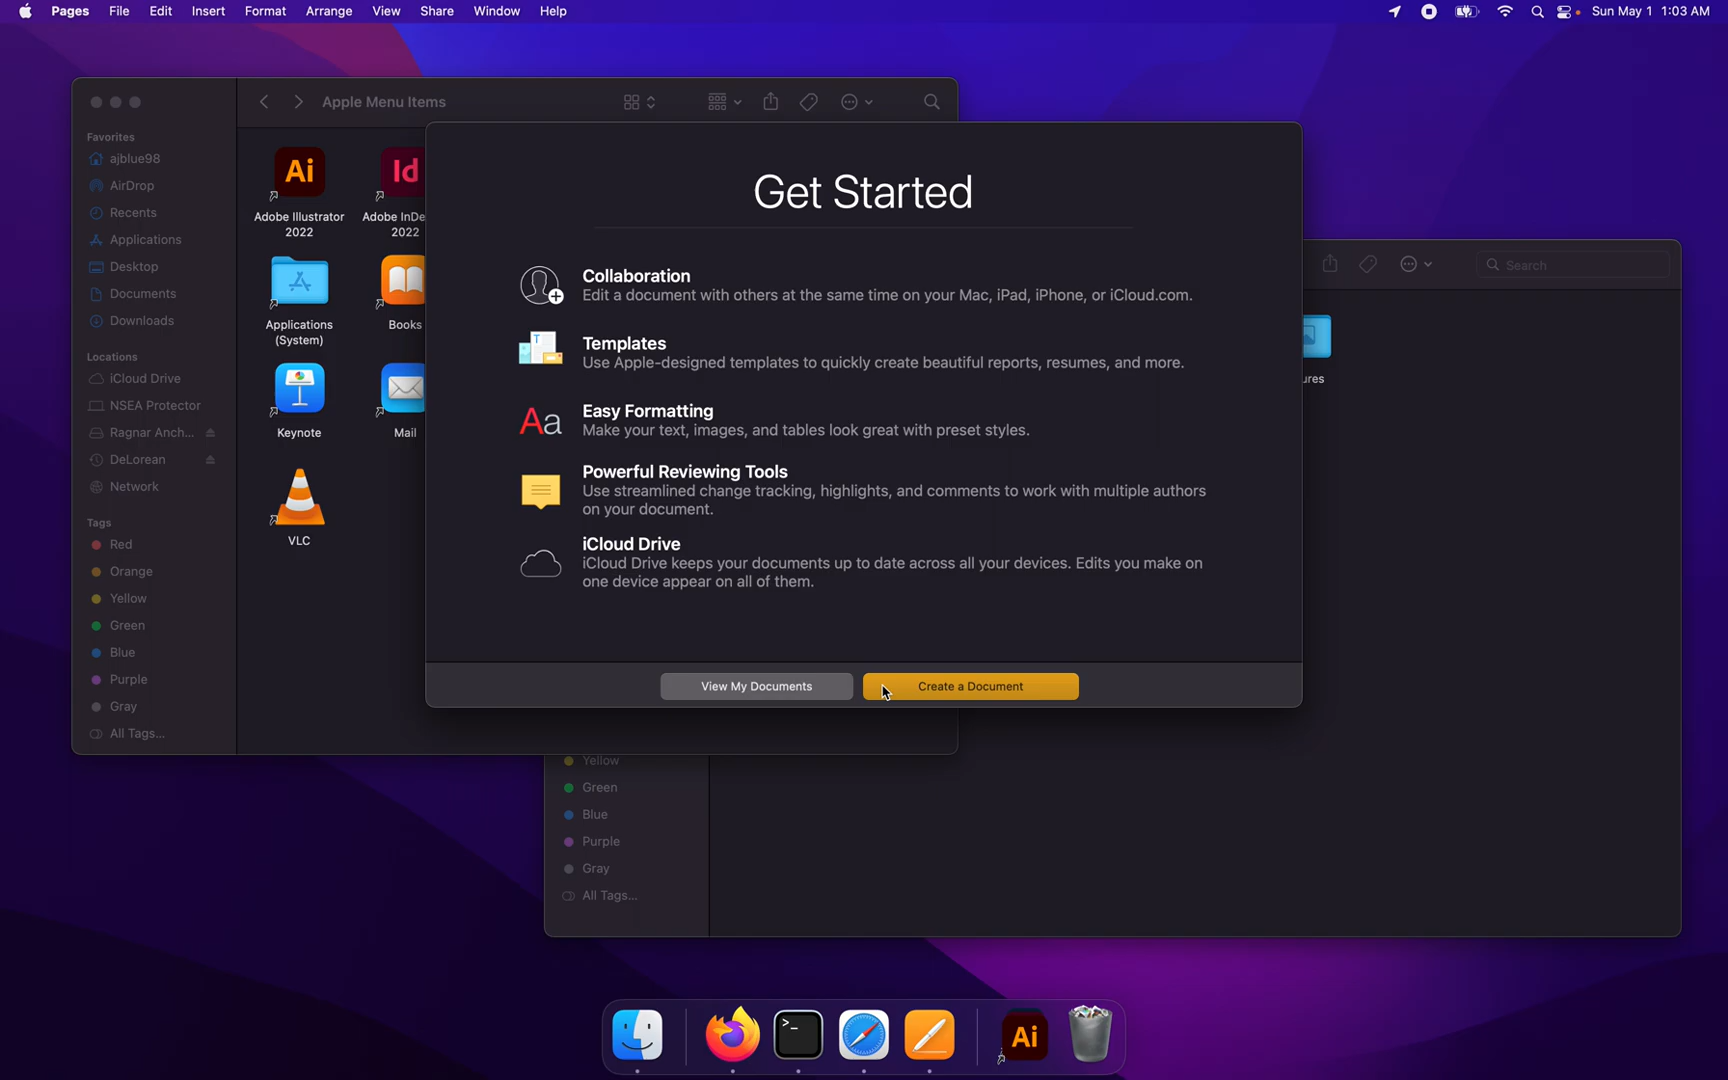 Pages File Edit Insert Format Arrange View Share Window Help
Sun May 1 1:03 AM
Apple Menu Items
Favorites
ajblue98
AirDrop
Recents
Applications
Desktop
Documents
Downloads
Locations
iCloud Drive
NSEA Protector
Ragnar Anch...
DeLorean
Network
Tags
Red
Orange
Yellow
Green
Blue
Purple
Gray
All Tags...
Ai
Id
Adobe Illustrator
2022
Adobe InDe
2022
Applications
(System)
Books
Keynote
Mail
VLC
Get Started
Collaboration
Edit a document with others at the same time on your Mac, iPad, iPhone, or iCloud.com.
T
Templates
Use Apple-designed templates to quickly create beautiful reports, resumes, and more.
Aa
Easy Formatting
Make your text, images, and tables look great with preset styles.
Powerful Reviewing Tools
Use streamlined change tracking, highlights, and comments to work with multiple authors
on your document.
iCloud Drive
iCloud Drive keeps your documents up to date across all your devices. Edits you make on
one device appear on all of them.
View My Documents
Create a Document
Search
ures
Yellow
Green
Blue
Purple
Gray
All Tags...
>_
Ai